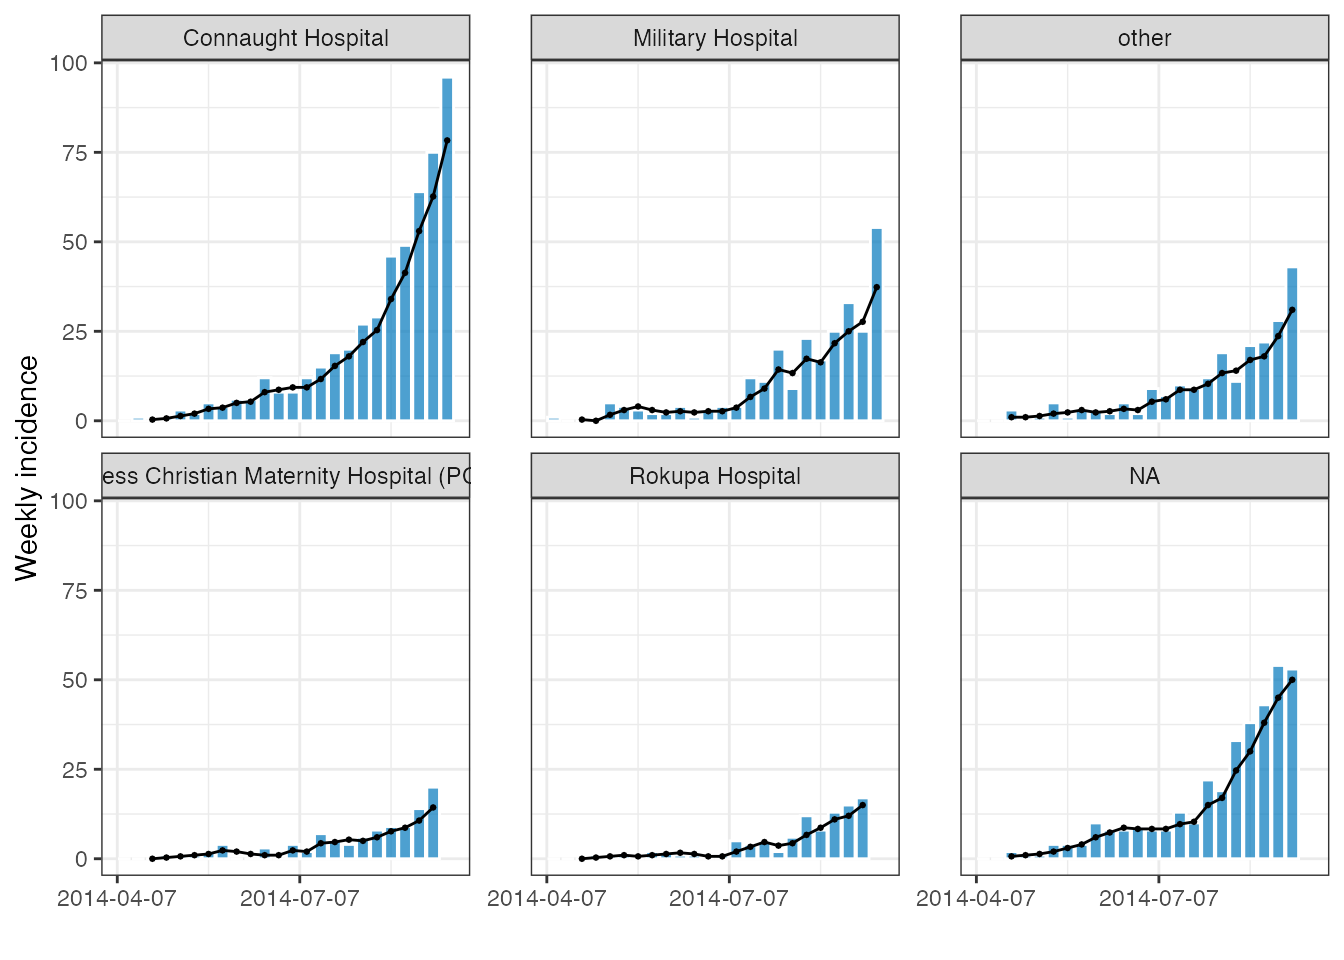 Connaught Hospital
Military Hospital
other
100
75
50
25
0
ess Christian Maternity Hospital (PC
Rokupa Hospital
NA
100
75
50
25
0
Weekly incidence
2014-04-07 2014-07-07 2014-04-07 2014-07-07 2014-04-07 2014-07-07